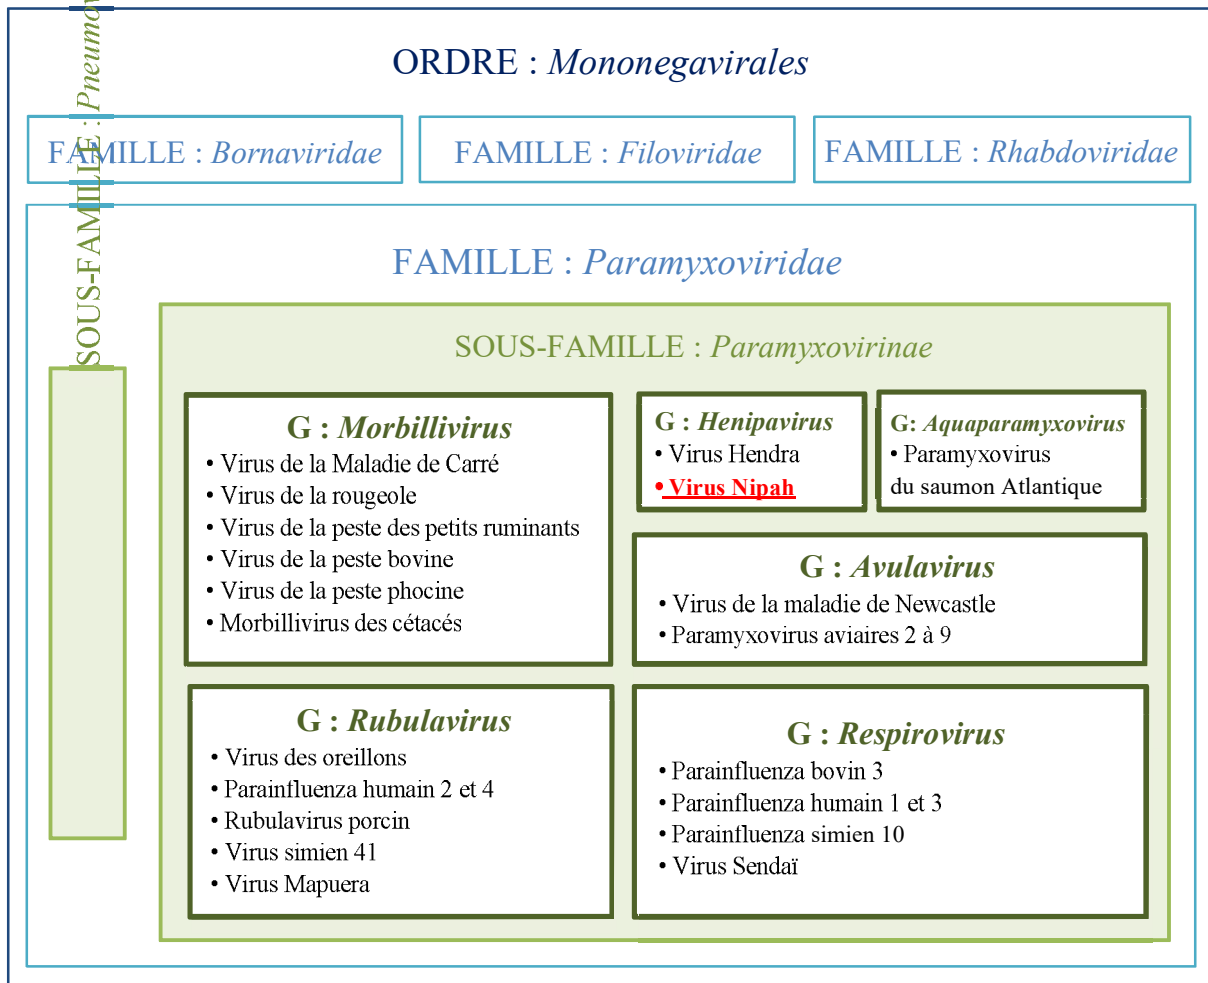 ORDRE : Mononegavirales
FAMILLE : Bornaviridae
FAMILLE : Filoviridae
FAMILLE : Rhabdoviridae
FAMILLE : Paramyxoviridae
SOUS-FAMILLE :
SOUS-FAMILLE : Paramyxovirinae
G : Morbillivirus
• Virus de la Maladie de Carré
• Virus de la rougeole
• Virus de la peste des petits ruminants
• Virus de la peste bovine
• Virus de la peste phocine
• Morbillivirus des cétacés
G : Henipavirus
• Virus Hendra
• Virus Nipah
G: Aquaparamyxovirus
• Paramyxovirus
du saumon Atlantique
G : Avulavirus
• Virus de la maladie de Newcastle
• Paramyxovirus aviaires 2 à 9
G : Rubulavirus
• Virus des oreillons
• Parainfluenza humain 2 et 4
• Rubulavirus porcin
• Virus simien 41
• Virus Mapuera
G : Respirovirus
• Parainfluenza bovin 3
• Parainfluenza humain 1 et 3
• Parainfluenza simien 10
• Virus Sendaï